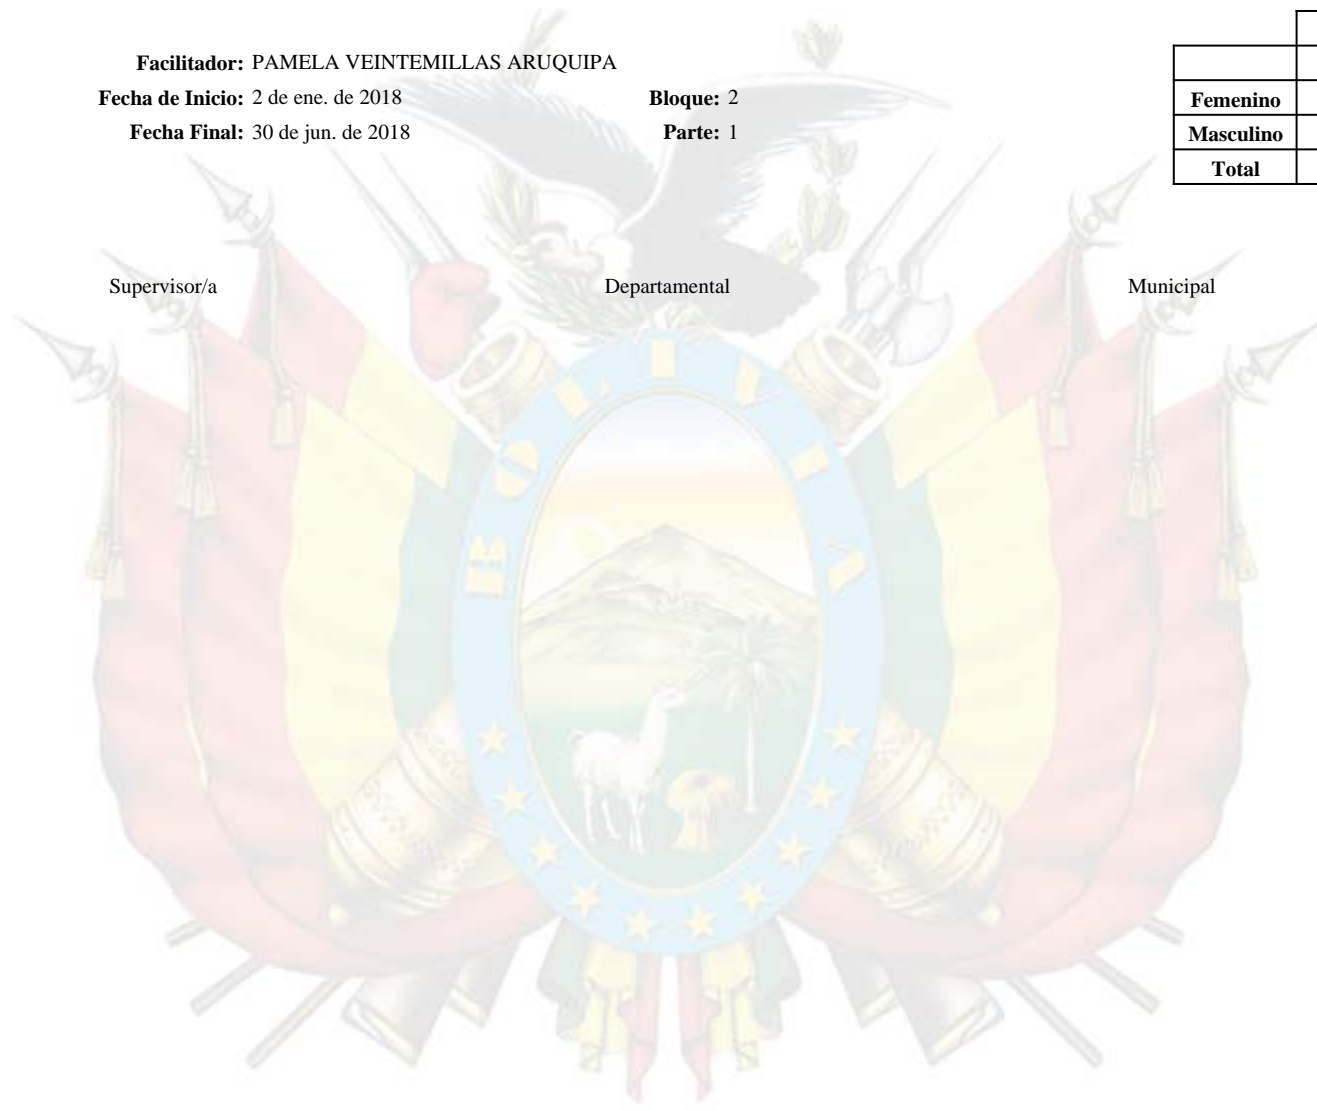 Facilitador: PAMELA VEINTEMILLAS ARUQUIPA
Fecha de Inicio: 2 de ene. de 2018 Bloque: 2
Fecha Final: 30 de jun. de 2018 Parte: 1
Femenino
Masculino
Total
Supervisor/a Departamental Municipal
BOLIVIA